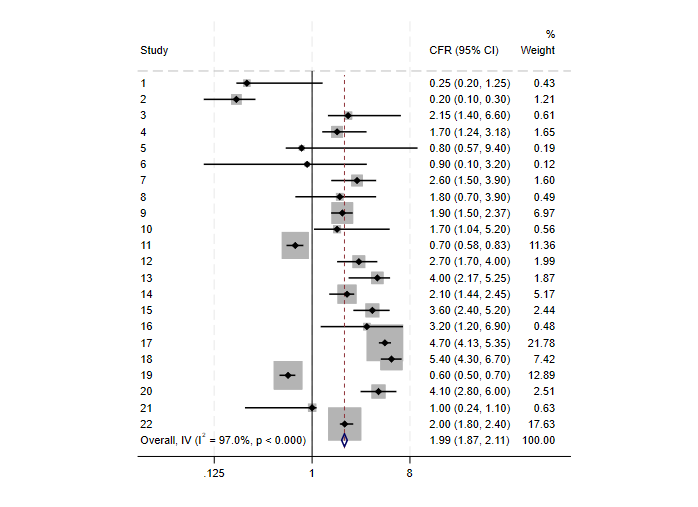 %
Study CFR (95% CI) Weight
1 0.25 (0.20, 1.25) 0.43
2 0.20 (0.10, 0.30) 1.21
3 2.15 (1.40, 6.60) 0.61
4 1.70 (1.24, 3.18) 1.65
5 0.80 (0.57, 9.40) 0.19
6 0.90 (0.10, 3.20) 0.12
7 2.60 (1.50, 3.90) 1.60
8 1.80 (0.70, 3.90) 0.49
9 1.90 (1.50, 2.37) 6.97
10 1.70 (1.04, 5.20) 0.56
11 0.70 (0.58, 0.83) 11.36
12 2.70 (1.70, 4.00) 1.99
13 4.00 (2.17, 5.25) 1.87
14 2.10 (1.44, 2.45) 5.17
15 3.60 (2.40, 5.20) 2.44
16 3.20 (1.20, 6.90) 0.48
17 4.70 (4.13, 5.35) 21.78
18 5.40 (4.30, 6.70) 7.42
19 0.60 (0.50, 0.70) 12.89
20 4.10 (2.80, 6.00) 2.51
21 1.00 (0.24, 1.10) 0.63
22 2.00 (1.80, 2.40) 17.63
Overall, IV (I² = 97.0%, p < 0.000) 1.99 (1.87, 2.11) 100.00
.125 1 8